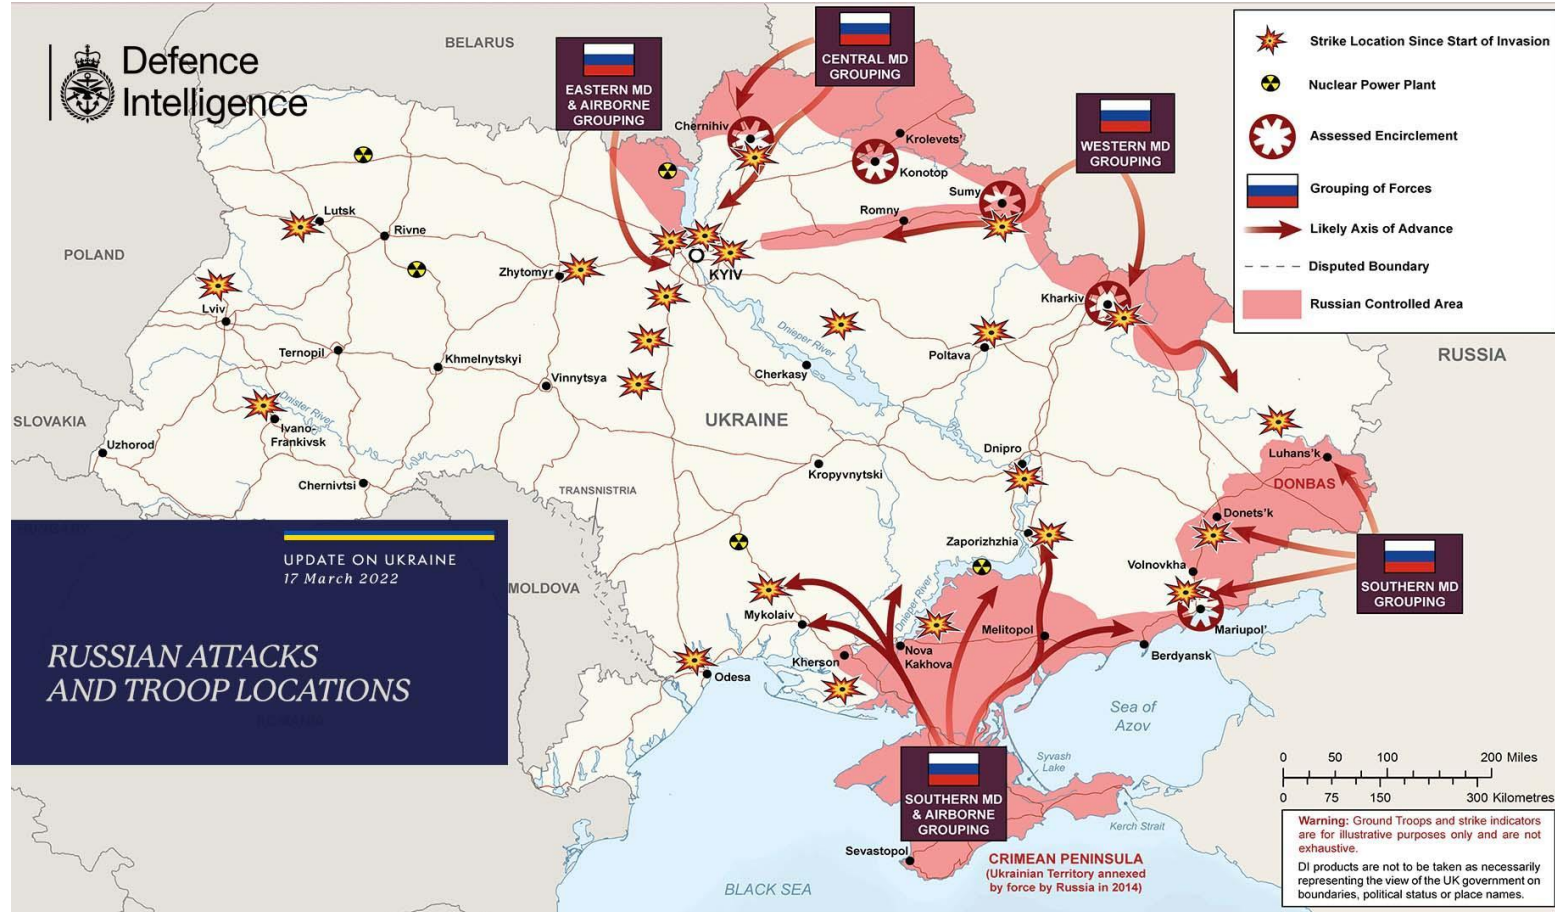 Defence
Intelligence
BELARUS
EASTERN MD
& AIRBORNE
GROUPING
CENTRAL MD
GROUPING
WESTERN MD
GROUPING
Strike Location Since Start of Invasion
Nuclear Power Plant
Assessed Encirclement
Grouping of Forces
Likely Axis of Advance
Disputed Boundary
Russian Controlled Area
Chernihiv
Krolevets'
Konotop
Sumy
Romny
Lutsk
Rivne
POLAND
Zhytomyr
KYIV
Kharkiv
Lviv
Ternopil
Khmelnytskyi
Vinnytsya
Dnieper River
Cherkasy
Poltava
RUSSIA
SLOVAKIA
Dnister River
Ivano-
Frankivsk
Uzhorod
Chernivtsi
UKRAINE
Kropyvnytski
Dnipro
Luhans'k
DONBAS
Donets'k
TRANSNISTRIA
Zaporizhzhia
Volnovkha
SOUTHERN MD
GROUPING
UPDATE ON UKRAINE
17 March 2022
RUSSIAN ATTACKS
AND TROOP LOCATIONS
MOLDOVA
Mykolaiv
Dnieper River
Melitopol
Mariupol'
Berdyansk
Kherson
Nova
Kakhova
Odesa
Sea of
Azov
Syvash
Lake
SOUTHERN MD
& AIRBORNE
GROUPING
Kerch Strait
Sevastopol
CRIMEAN PENINSULA
(Ukrainian Territory annexed
by force by Russia in 2014)
BLACK SEA
0 50 100 200 Miles
0 75 150 300 Kilometres
Warning: Ground Troops and strike indicators
are for illustrative purposes only and are not
exhaustive.
DI products are not to be taken as necessarily
representing the view of the UK government on
boundaries, political status or place names.